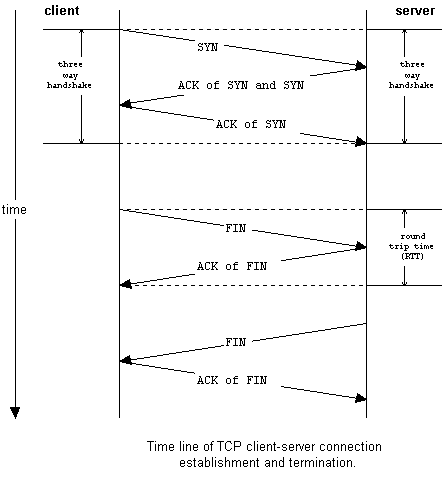 client
server
SYN
three
way
handshake
three
way
handshake
ACK of SYN and SYN
ACK of SYN
time
FIN
round
trip time
(RTT)
ACK of FIN
FIN
ACK of FIN
Time line of TCP client-server connection
establishment and termination.